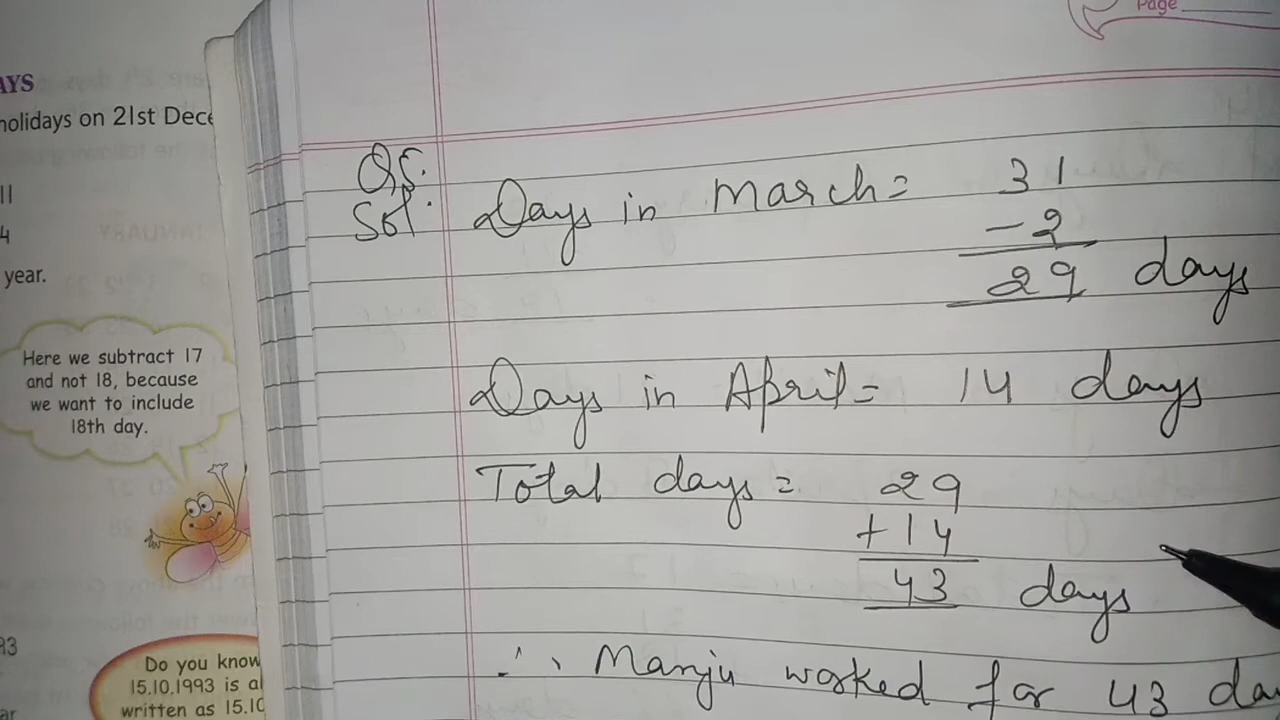 Page
AYS
holidays on 21st Dece
11
4
year.
Here we subtract 17
and not 18, because
we want to include
18th day.
93
Do you know
15.10.1993 is al
written as 15.10
ar
Q5.
Sol. Days in March = 31
- 2
29 days
Days in April = 14 days
Total days = 29
+ 14
43 days
∴ Manju worked for 43 da